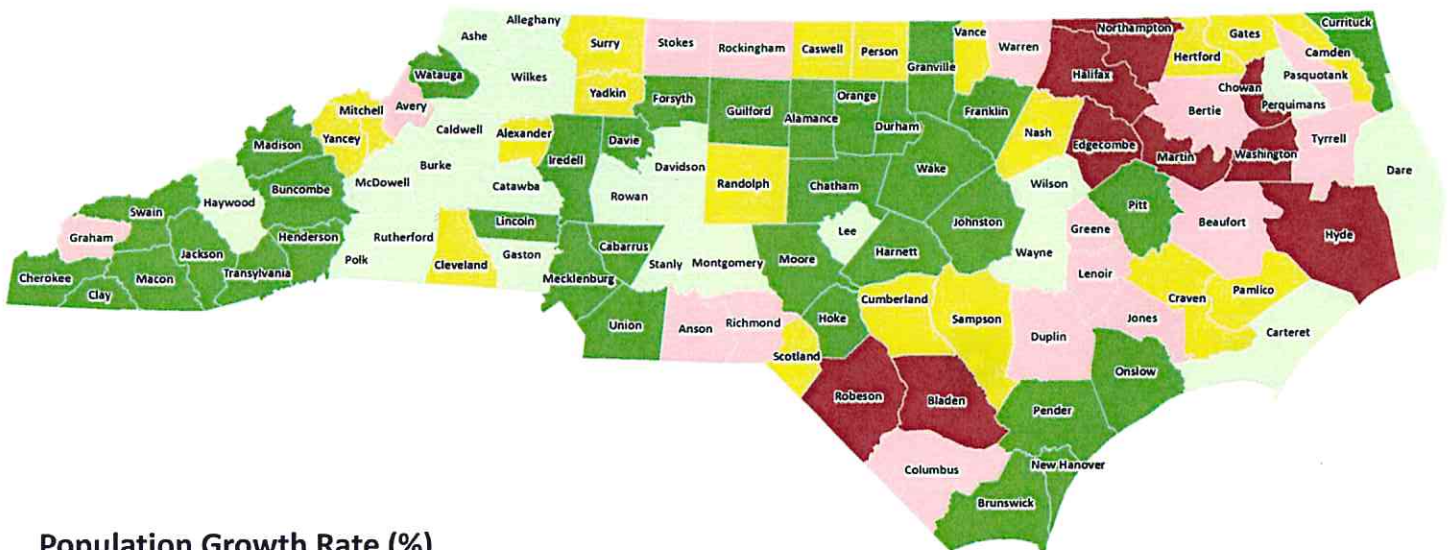 Alleghany
Ashe
Surry
Stokes
Rockingham
Caswell
Person
Vance
Warren
Northampton
Gates
Currituck
Hertford
Camden
Granville
Halifax
Pasquotank
Watauga
Wilkes
Yadkin
Forsyth
Guilford
Orange
Chowan
Perquimans
Mitchell
Avery
Alamance
Durham
Franklin
Bertie
Caldwell
Alexander
Davie
Nash
Yancey
Madison
Iredell
Edgecombe
Tyrrell
Burke
Davidson
Martin
Washington
McDowell
Catawba
Randolph
Chatham
Wake
Wilson
Dare
Buncombe
Rowan
Haywood
Swain
Pitt
Lincoln
Johnston
Beaufort
Graham
Henderson
Rutherford
Cabarrus
Lee
Greene
Hyde
Jackson
Gaston
Harnett
Wayne
Polk
Cleveland
Stanly
Montgomery
Moore
Cherokee
Macon
Transylvania
Mecklenburg
Lenoir
Clay
Pamlico
Cumberland
Craven
Union
Anson
Richmond
Hoke
Sampson
Jones
Duplin
Carteret
Scotland
Onslow
Robeson
Bladen
Pender
New Hanover
Columbus
Brunswick
Population Growth Rate (%)